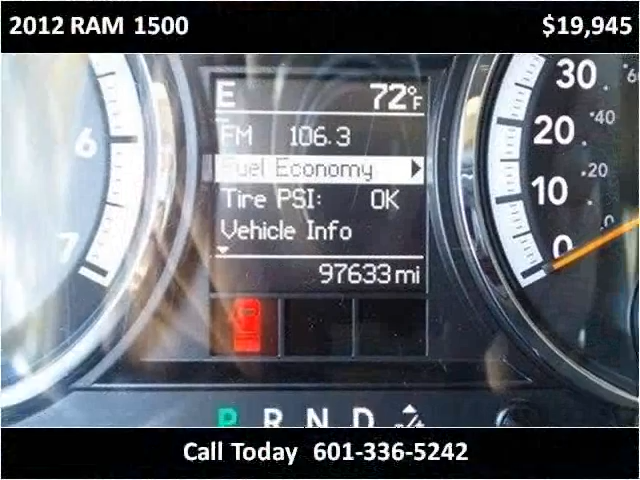 2012 RAM 1500 $19,945
E 72°F
FM 106.3
Fuel Economy
Tire PSI: OK
Vehicle Info
97633 mi
6
7
30
20
10
0
40
20
0
P R N D
Call Today 601-336-5242